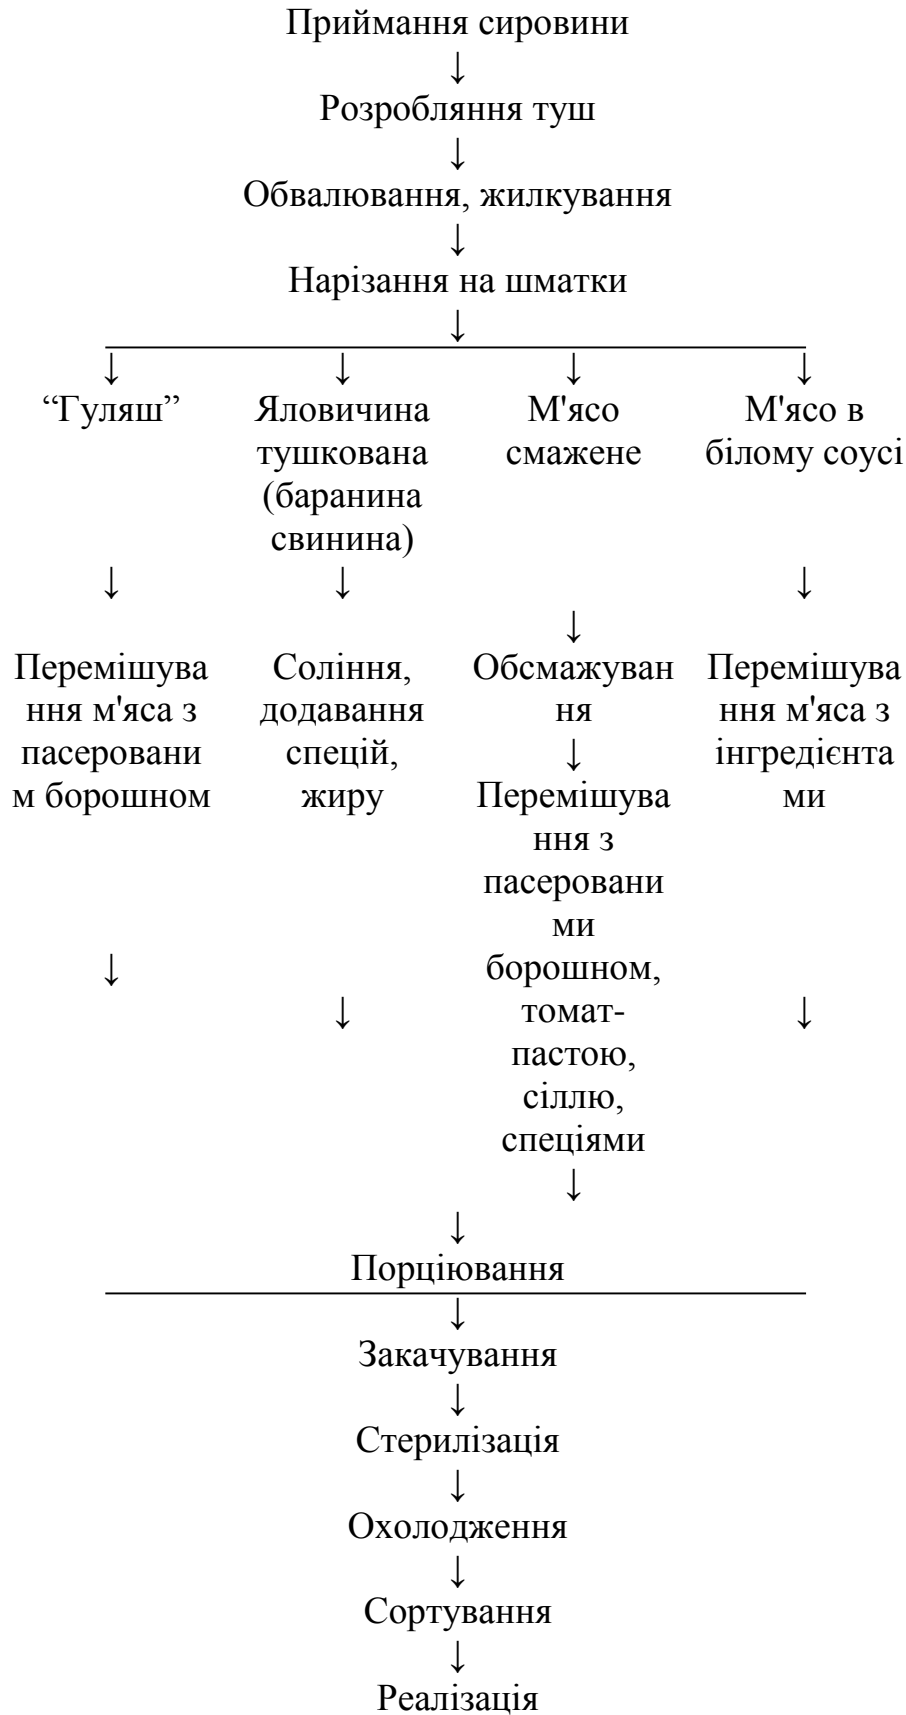 Приймання сировини
↓
Розробляння туш
↓
Обвалювання, жилкування
↓
Нарізання на шматки
↓
↓ ↓ ↓ ↓
“Гуляш”
Яловичина
тушкована
(баранина
свинина)
М'ясо
смажене
М'ясо в
білому соусі
↓ ↓ ↓
↓
Перемішува
ння м'яса з
пасеровани
м борошном
↓
Соління,
додавання
спецій,
жиру
↓
Обсмажуван
ня
↓
Перемішува
ння з
пасеровани
ми
борошном,
томат-
пастою,
сіллю,
спеціями
↓
Перемішува
ння м'яса з
інгредієнта
ми
↓
↓
Порціювання
↓
Закачування
↓
Стерилізація
↓
Охолодження
↓
Сортування
↓
Реалізація